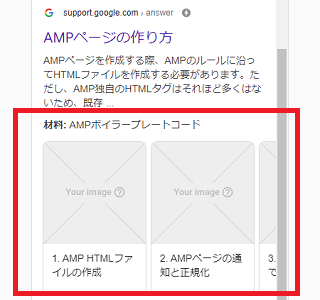 support.google.com › answer
AMPページの作り方
AMPページを作成する際、AMPのルールに沿っ
てHTMLファイルを作成する必要があります。た
だし、AMP独自のHTMLタグはそれほど多くはな
いため、既存 ...
材料: AMPボイラープレートコード
Your image ?
Your image ?
1. AMP HTMLファ
イルの作成
2. AMPページの通
知と正規化
3.
で